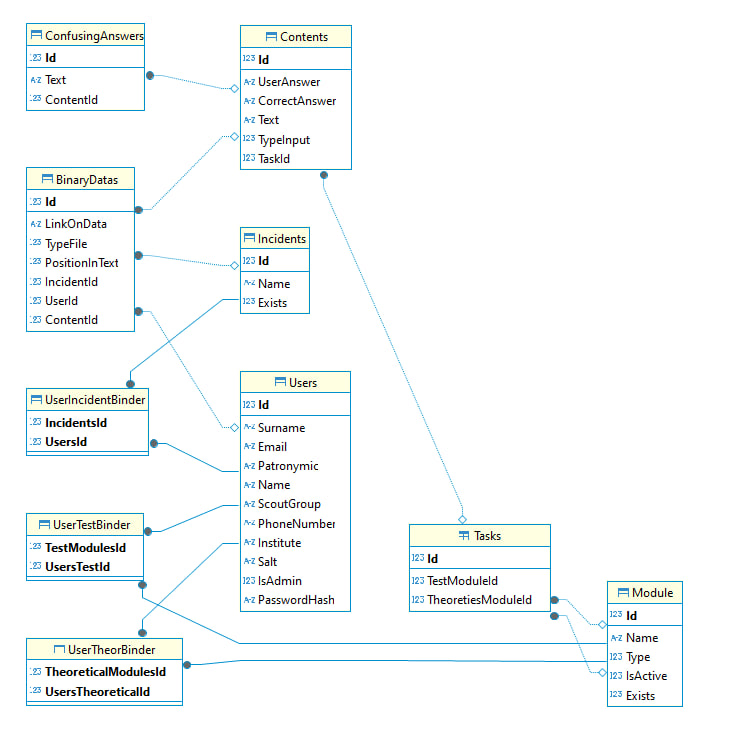 ConfusingAnswers
123 Id
A-Z Text
123 ContentId
Contents
123 Id
A-Z UserAnswer
A-Z CorrectAnswer
A-Z Text
123 TypeInput
123 TaskId
BinaryDatas
123 Id
A-Z LinkOnData
123 TypeFile
123 PositionInText
123 IncidentId
123 UserId
123 ContentId
Incidents
123 Id
A-Z Name
123 Exists
UserIncidentBinder
123 IncidentsId
123 UsersId
Users
123 Id
A-Z Surname
A-Z Email
A-Z Patronymic
A-Z Name
A-Z ScoutGroup
A-Z PhoneNumber
A-Z Institute
A-Z Salt
123 IsAdmin
A-Z PasswordHash
UserTestBinder
123 TestModulesId
123 UsersTestId
Tasks
123 Id
123 TestModuleId
123 TheoretiesModuleId
Module
123 Id
A-Z Name
123 Type
123 IsActive
123 Exists
UserTheorBinder
123 TheoreticalModulesId
123 UsersTheoreticalId